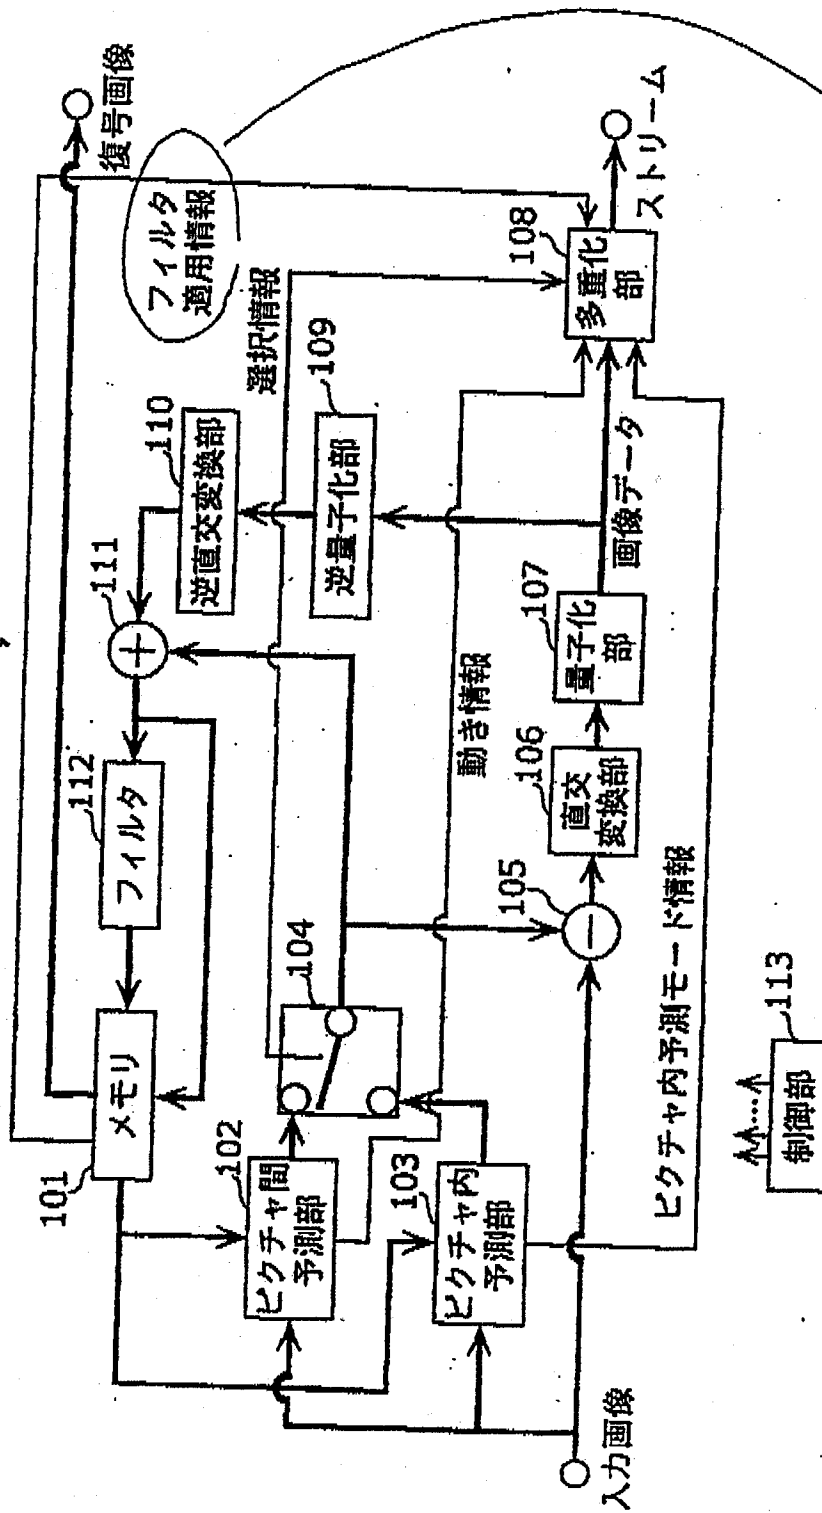 復号画像
フィルタ
適用情報
選択情報
110
逆直交変換部
109
逆量子化部
111
112
フィルタ
101
メモリ
102
ピクチャ間
予測部
103
ピクチャ内
予測部
104
動き情報
105
106
直交
変換部
107
量子化
部
画像データ
108
多重化
部
ストリーム
ピクチャ内予測モード情報
入力画像
…
制御部
113